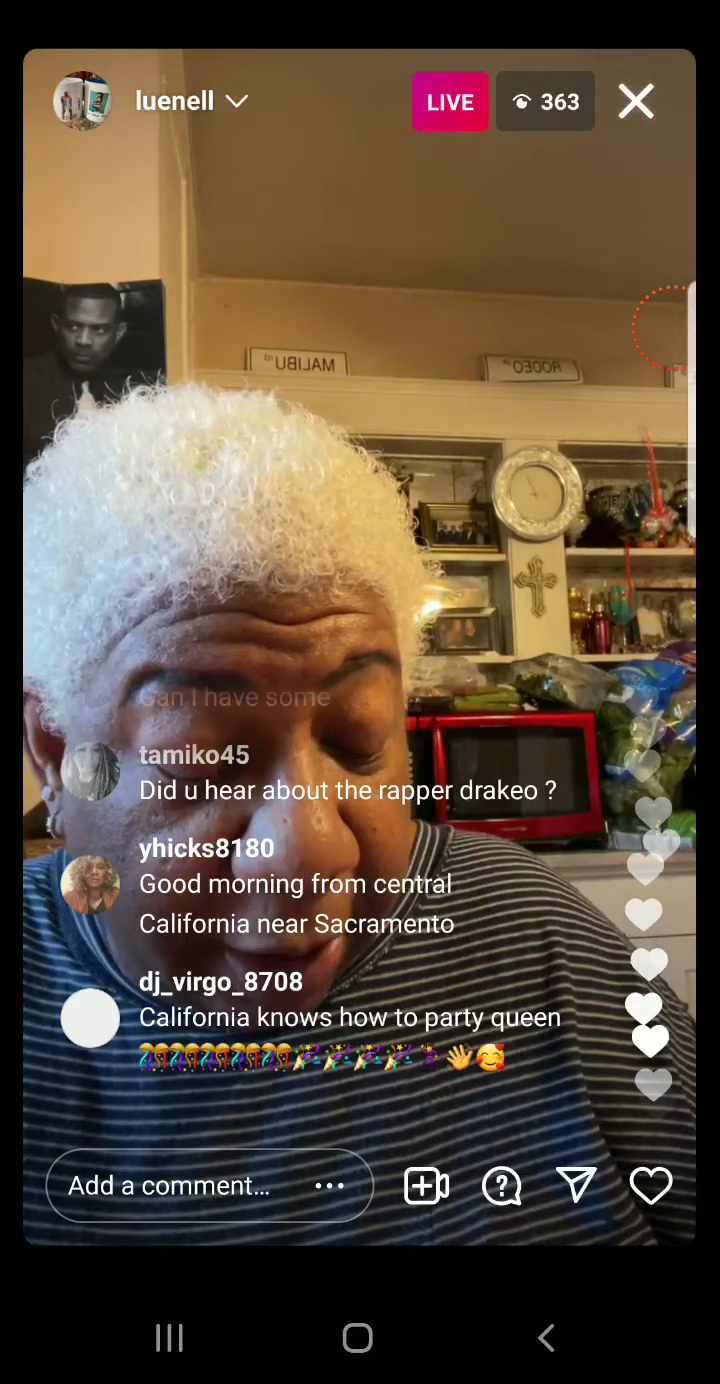 luenell
LIVE
363
MALIBU
RODEO
Can I have some
tamiko45
Did u hear about the rapper drakeo ?
yhicks8180
Good morning from central
California near Sacramento
dj_virgo_8708
California knows how to party queen
🎊🎊🎊🎊🎊🎉🎉🎉🎉🎉👋🥰
Add a comment...